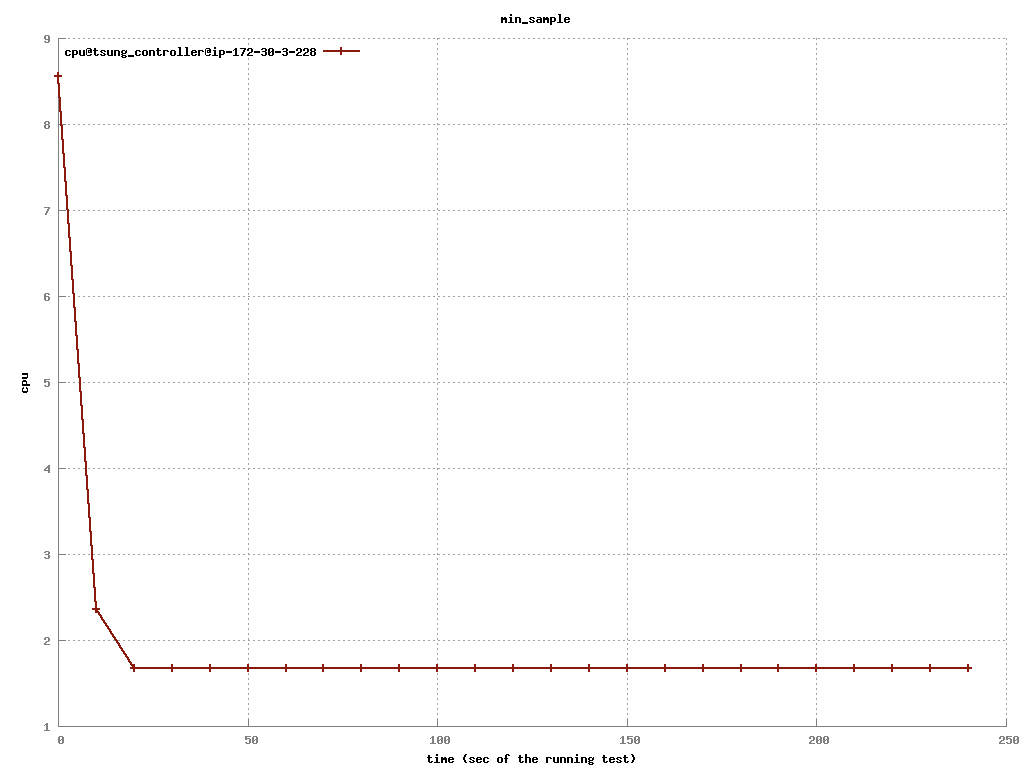 min_sample
cpu@tsung_controller@ip-172-30-3-228
9
8
7
6
5
4
3
2
1
cpu
0 50 100 150 200 250
time (sec of the running test)